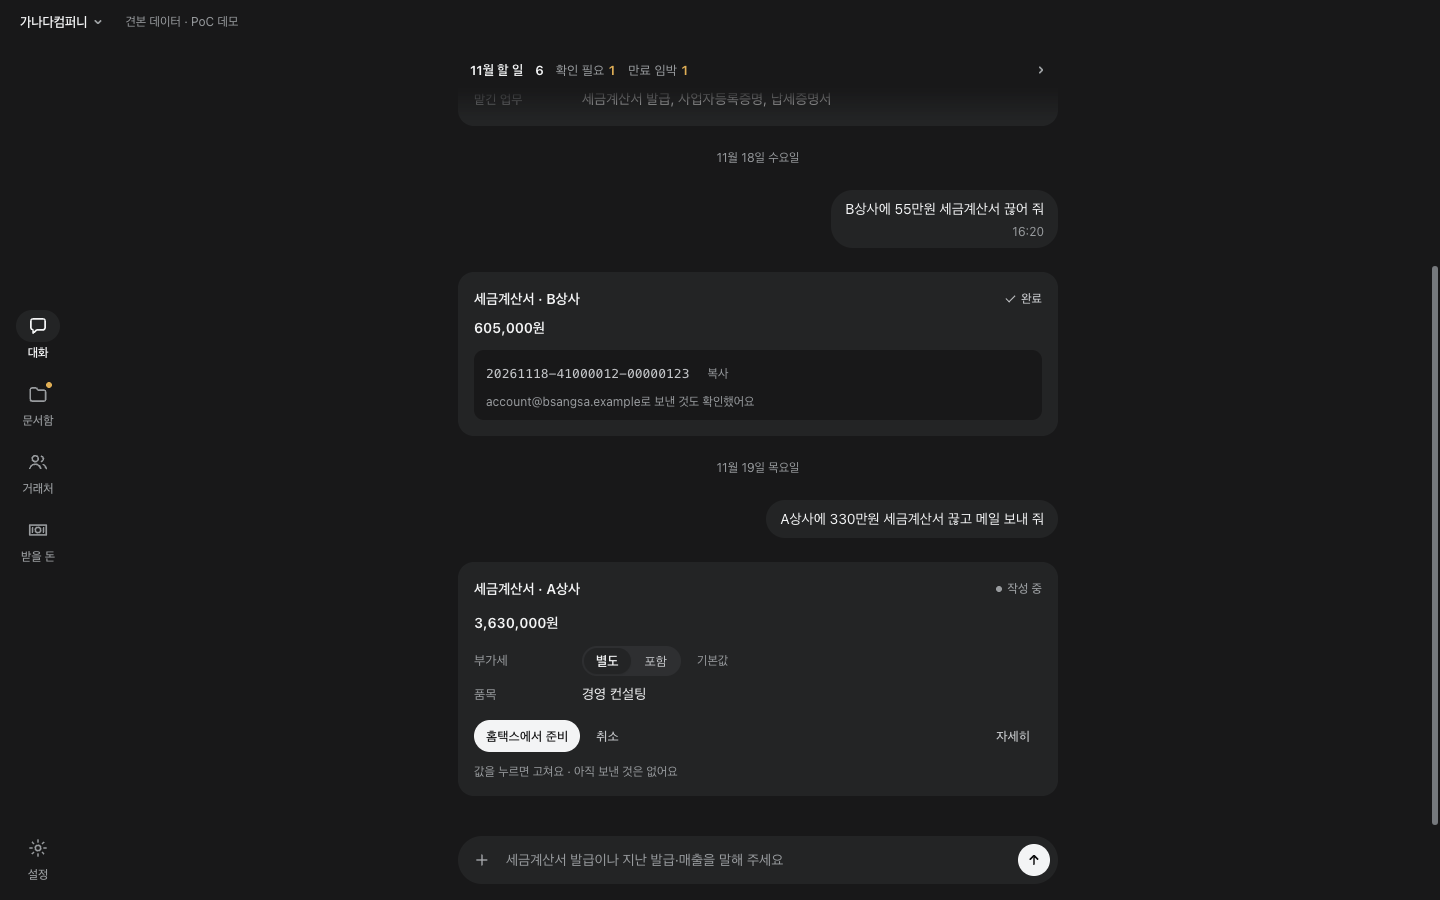 가나다컴퍼니
견본 데이터 · PoC 데모
11월 할 일 6 확인 필요 1 만료 임박 1
맡긴 업무 세금계산서 발급, 사업자등록증명, 납세증명서
11월 18일 수요일
B상사에 55만원 세금계산서 끊어 줘
16:20
세금계산서 · B상사 완료
605,000원
20261118-41000012-00000123 복사
account@bsangsa.example로 보낸 것도 확인했어요
11월 19일 목요일
A상사에 330만원 세금계산서 끊고 메일 보내 줘
세금계산서 · A상사 작성 중
3,630,000원
부가세 별도 포함 기본값
품목 경영 컨설팅
홈택스에서 준비 취소 자세히
값을 누르면 고쳐요 · 아직 보낸 것은 없어요
세금계산서 발급이나 지난 발급·매출을 말해 주세요
대화
문서함
거래처
받을 돈
설정